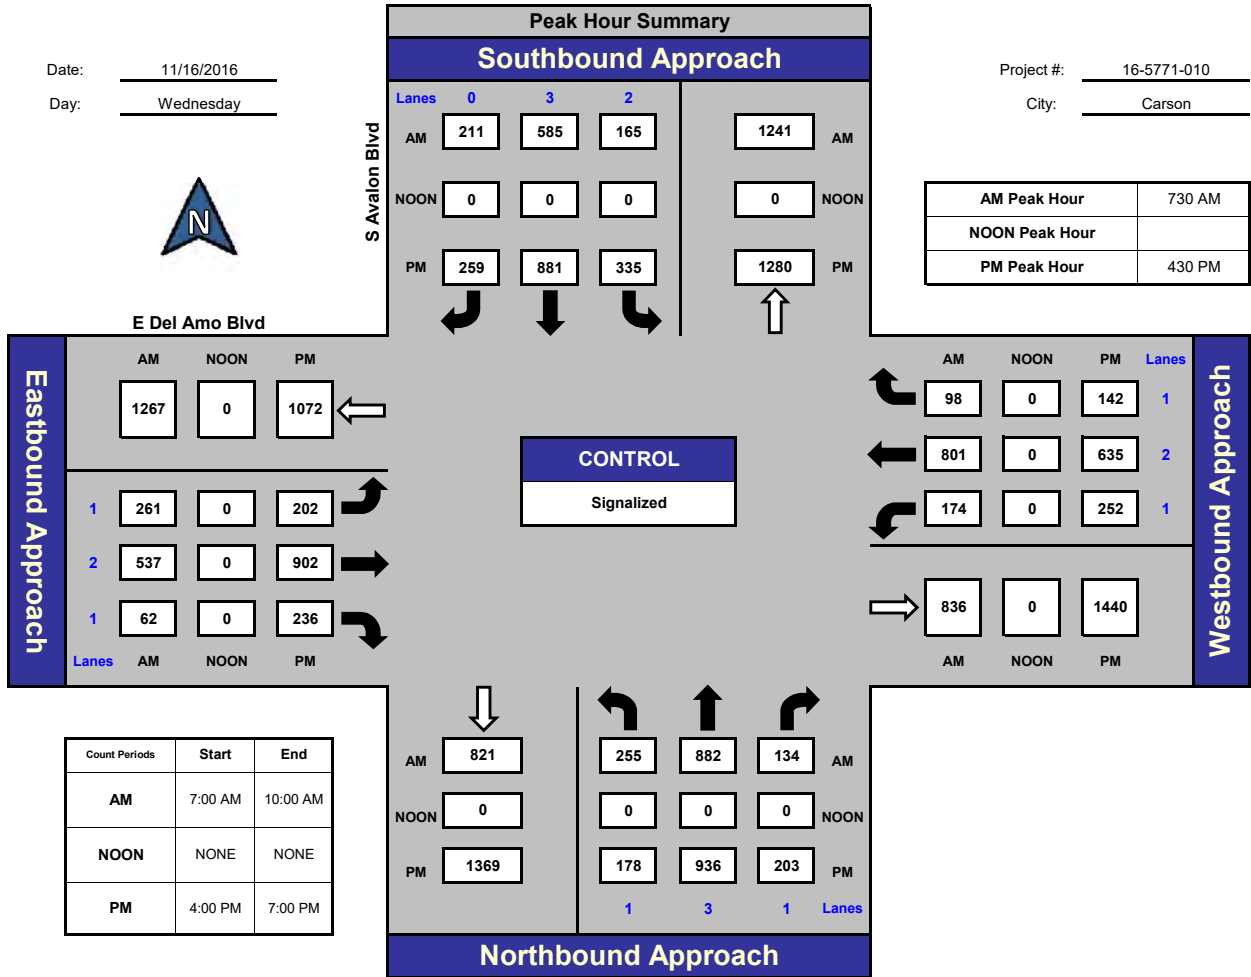 Peak Hour Summary
Southbound Approach
Date: 11/16/2016
Day: Wednesday
Project #: 16-5771-010
City: Carson
S Avalon Blvd
Lanes 0 3 2
AM 211 585 165 1241 AM
NOON 0 0 0 0 NOON
PM 259 881 335 1280 PM
N
AM Peak Hour 730 AM
NOON Peak Hour
PM Peak Hour 430 PM
E Del Amo Blvd
Eastbound Approach
AM NOON PM
1267 0 1072
1 261 0 202
2 537 0 902
1 62 0 236
Lanes AM NOON PM
CONTROL
Signalized
AM NOON PM Lanes
98 0 142 1
801 0 635 2
174 0 252 1
836 0 1440
AM NOON PM
Westbound Approach
Count Periods Start End
AM 7:00 AM 10:00 AM
NOON NONE NONE
PM 4:00 PM 7:00 PM
AM 821 255 882 134 AM
NOON 0 0 0 0 NOON
PM 1369 178 936 203 PM
1 3 1 Lanes
Northbound Approach